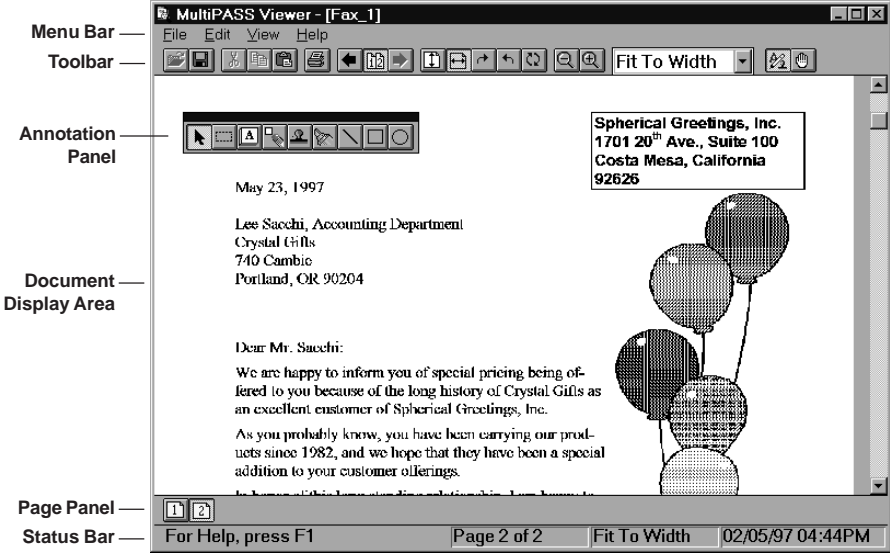 MultiPASS Viewer - [Fax_1]
Menu Bar
File Edit View Help
Toolbar
Fit To Width
Annotation
Panel
A
Spherical Greetings, Inc.
1701 20th Ave., Suite 100
Costa Mesa, California
92626
May 23, 1997
Lee Sacchi, Accounting Department
Crystal Gifts
740 Cambie
Portland, OR 90204
Document
Display Area
Dear Mr. Sacchi:
We are happy to inform you of special pricing being of-
fered to you because of the long history of Crystal Gifts as
an excellent customer of Spherical Greetings, Inc.
As you probably know, you have been carrying our prod-
ucts since 1982, and we hope that they have been a special
addition to your customer offerings.
Page Panel
1 2
Status Bar
For Help, press F1 Page 2 of 2 Fit To Width 02/05/97 04:44PM